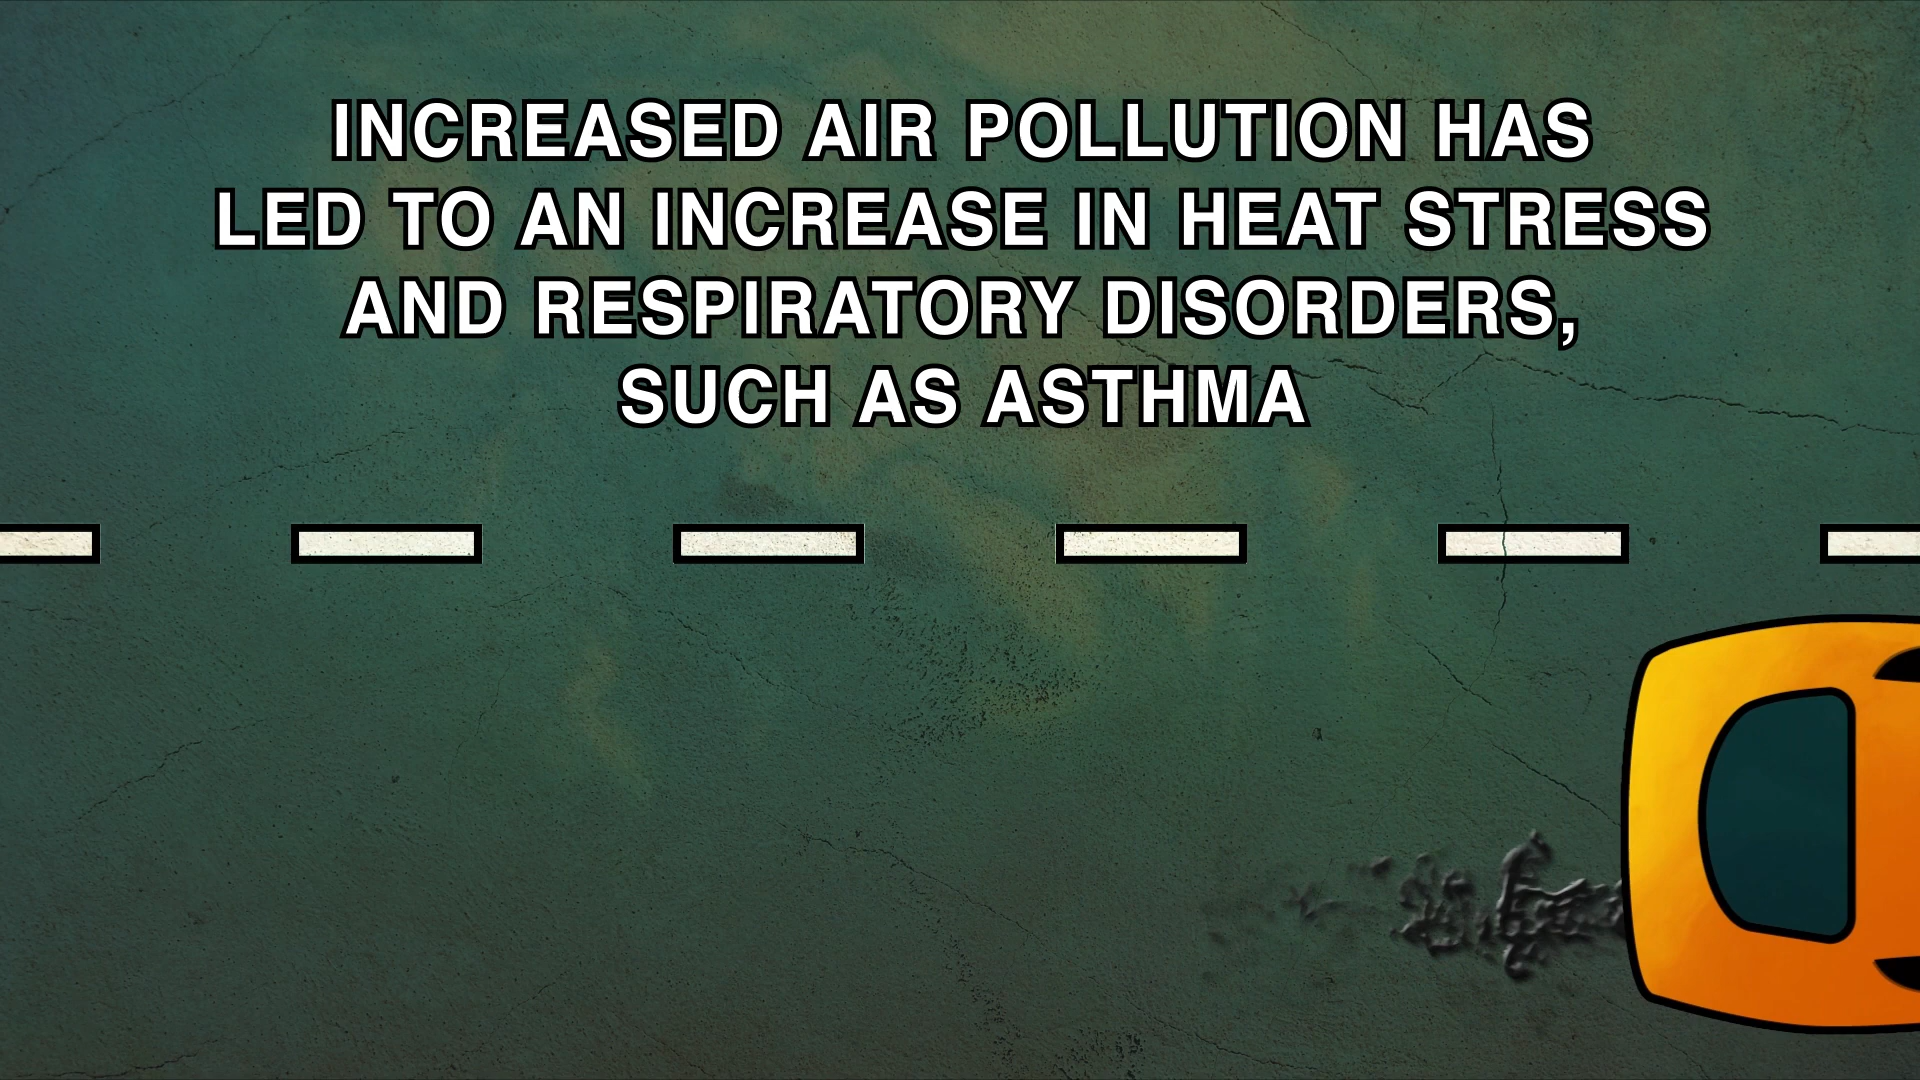 INCREASED AIR POLLUTION HAS
LED TO AN INCREASE IN HEAT STRESS
AND RESPIRATORY DISORDERS,
SUCH AS ASTHMA